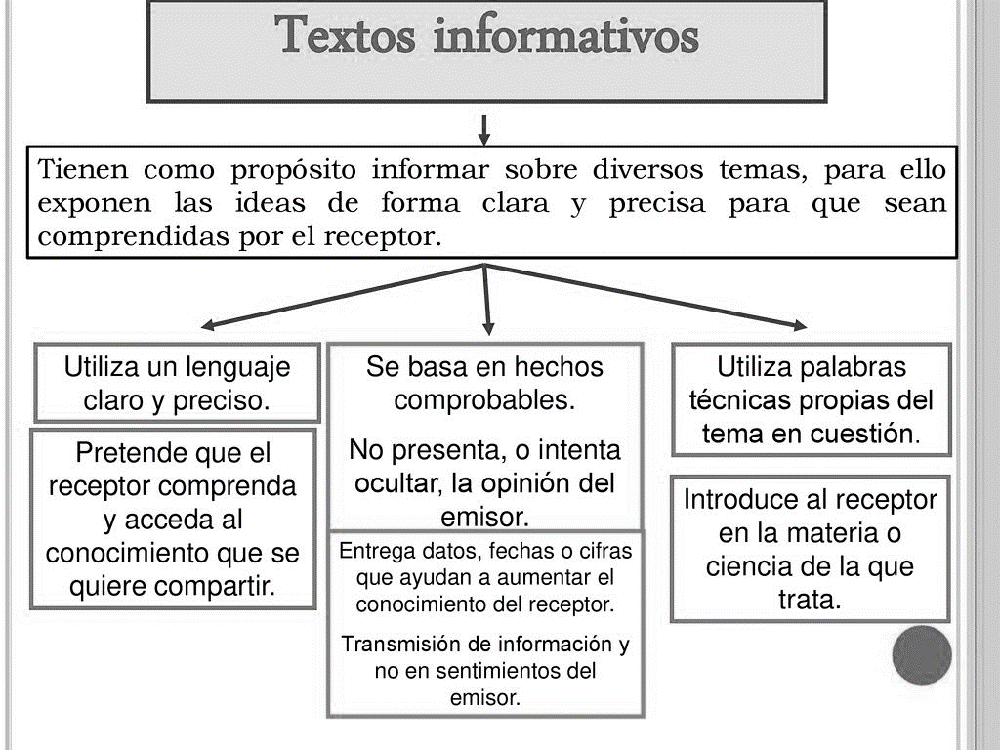 Textos informativos
Tienen como propósito informar sobre diversos temas, para ello
exponen las ideas de forma clara y precisa para que sean
comprendidas por el receptor.
Utiliza un lenguaje
claro y preciso.
Pretende que el
receptor comprenda
y acceda al
conocimiento que se
quiere compartir.
Se basa en hechos
comprobables.
No presenta, o intenta
ocultar, la opinión del
emisor.
Entrega datos, fechas o cifras
que ayudan a aumentar el
conocimiento del receptor.
Transmisión de información y
no en sentimientos del
emisor.
Utiliza palabras
técnicas propias del
tema en cuestión.
Introduce al receptor
en la materia o
ciencia de la que
trata.